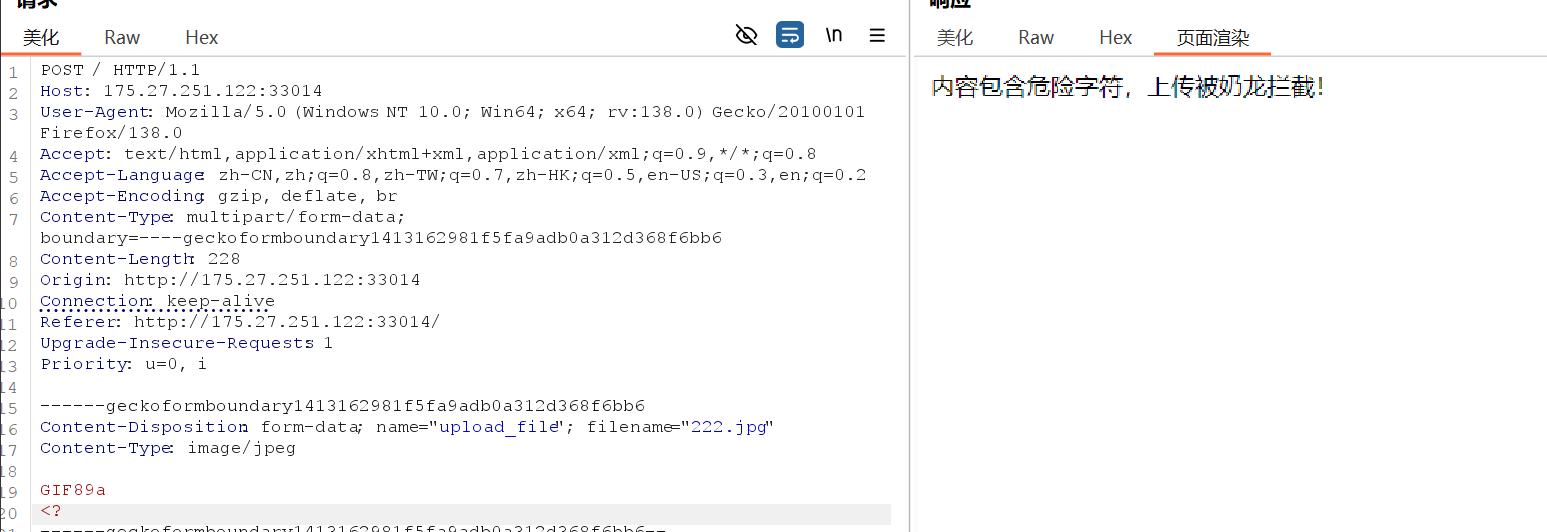 请求
响应
美化 Raw Hex \n
美化 Raw Hex 页面渲染
1 POST / HTTP/1.1
2 Host: 175.27.251.122:33014
3 User-Agent: Mozilla/5.0 (Windows NT 10.0; Win64; x64; rv:138.0) Gecko/20100101
Firefox/138.0
4 Accept: text/html,application/xhtml+xml,application/xml;q=0.9,*/*;q=0.8
5 Accept-Language: zh-CN,zh;q=0.8,zh-TW;q=0.7,zh-HK;q=0.5,en-US;q=0.3,en;q=0.2
6 Accept-Encoding: gzip, deflate, br
7 Content-Type: multipart/form-data;
boundary=----geckoformboundary1413162981f5fa9adb0a312d368f6bb6
8 Content-Length: 228
9 Origin: http://175.27.251.122:33014
10 Connection: keep-alive
11 Referer: http://175.27.251.122:33014/
12 Upgrade-Insecure-Requests: 1
13 Priority: u=0, i
14
15 ------geckoformboundary1413162981f5fa9adb0a312d368f6bb6
16 Content-Disposition: form-data; name="upload_file"; filename="222.jpg"
17 Content-Type: image/jpeg
18
19 GIF89a
20 <?
21 ------geckoformboundary1413162981f5fa9adb0a312d368f6bb6--
内容包含危险字符，上传被奶龙拦截！